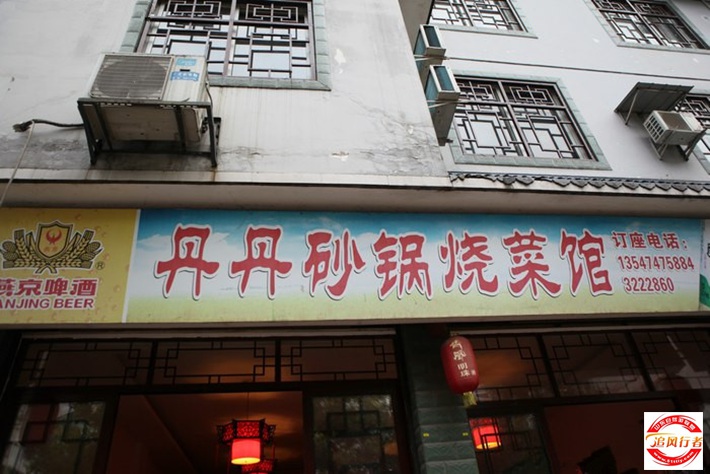 燕京啤酒
ANJING BEER
丹丹砂锅烧菜馆
订座电话：
13547475884
3222860
追风行者